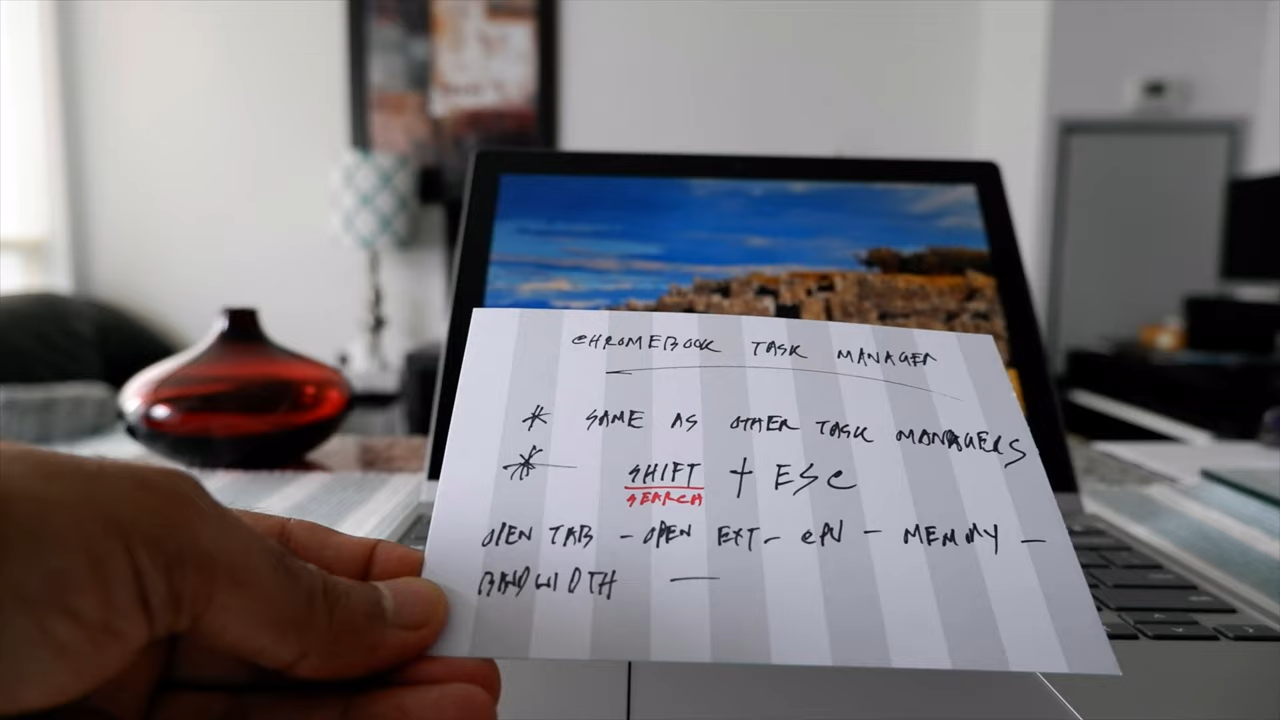 CHROMEBOOK TASK MANAGER
* SAME AS OTHER TASK MANAGERS
* SHIFT + ESC
SEARCH
OPEN TAB - OPEN EXT - CPU - MEMORY -
BANDWIDTH -